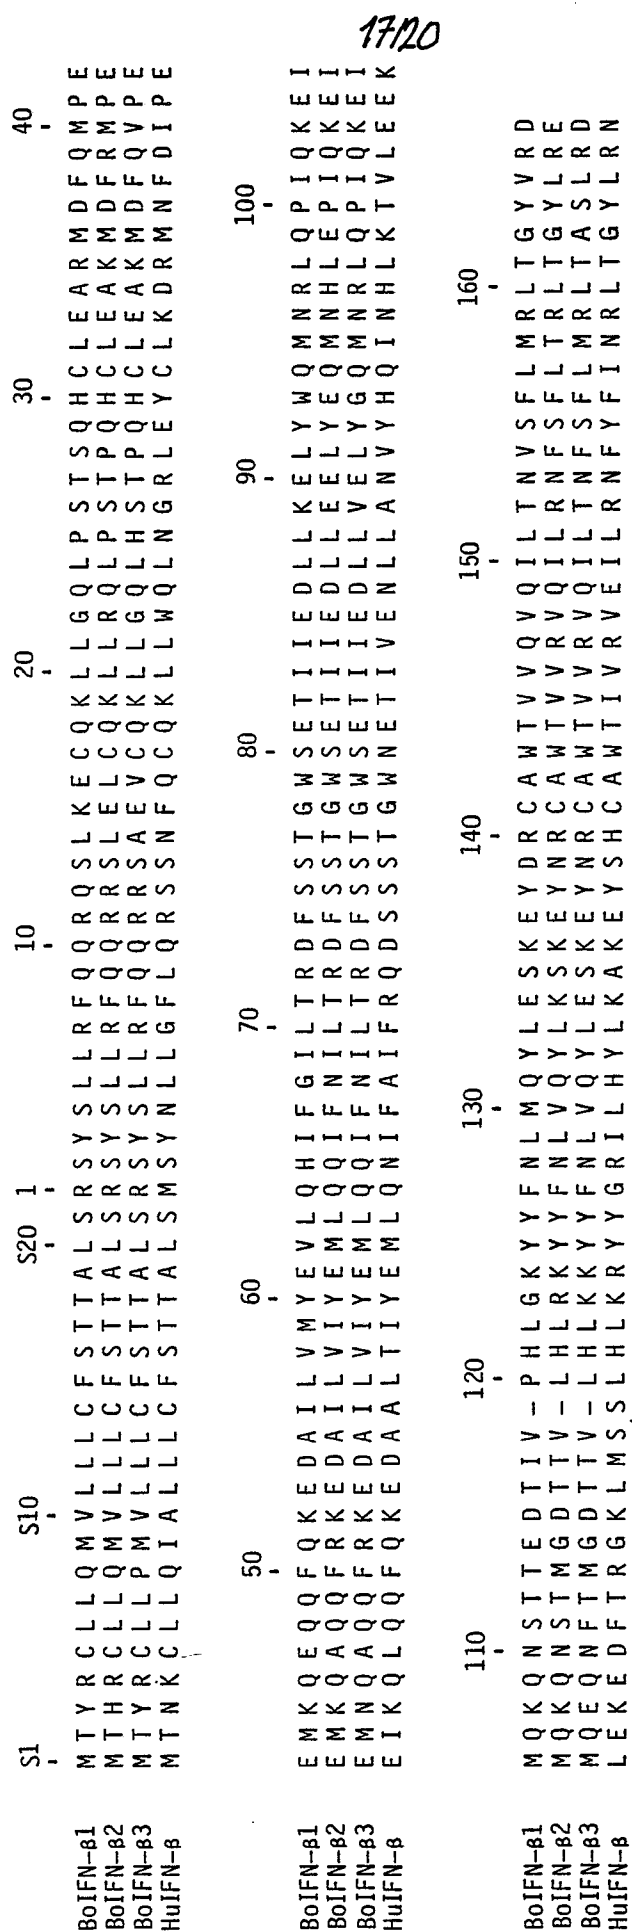 17/20
S1 S10 S20 1 10 20 30 40
BoIFN-β1 M T Y R C L L Q M V L L L C F S T T A L S R S Y S L L R F Q Q R Q S L K E C Q K L L G Q L P S T S Q H C L E A R M D F Q M P E
BoIFN-β2 M T H R C L L Q M V L L L C F S T T A L S R S Y S L L R F Q Q R R S L E L C Q K L L R Q L P S T P Q H C L E A K M D F R M P E
BoIFN-β3 M T Y R C L L P M V L L L C F S T T A L S R S Y S L L R F Q Q R R S A E V C Q K L L G Q L H S T P Q H C L E A K M D F Q V P E
HuIFN-β M T N K C L L Q I A L L L C F S T T A L S M S Y N L L G F L Q R S S N F Q C Q K L L W Q L N G R L E Y C L K D R M N F D I P E
50 60 70 80 90 100
BoIFN-β1 E M K Q E Q Q F Q K E D A I L V M Y E V L Q H I F G I L T R D F S S T G W S E T I I E D L L K E L Y W Q M N R L Q P I Q K E I
BoIFN-β2 E M K Q A Q Q F R K E D A I L V I Y E M L Q Q I F N I L T R D F S S T G W S E T I I E D L L E E L Y E Q M N H L E P I Q K E I
BoIFN-β3 E M N Q A Q Q F R K E D A I L V I Y E M L Q Q I F N I L T R D F S S T G W S E T I I E D L L V E L Y G Q M N R L Q P I Q K E I
HuIFN-β E I K Q L Q Q F Q K E D A A L T I Y E M L Q N I F A I F R Q D S S S T G W N E T I V E N L L A N V Y H Q I N H L K T V L E E K
110 120 130 140 150 160
BoIFN-β1 M Q K Q N S T T E D T I V - P H L G K Y Y F N L M Q Y L E S K E Y D R C A W T V V Q V Q I L T N V S F L M R L T G Y V R D
BoIFN-β2 M Q K Q N S T M G D T T V - L H L R K Y Y F N L V Q Y L K S K E Y N R C A W T V V R V Q I L R N F S F L T R L T G Y L R E
BoIFN-β3 M Q E Q N F T M G D T T V - L H L K K Y Y F N L V Q Y L E S K E Y N R C A W T V V R V Q I L T N F S F L M R L T A S L R D
HuIFN-β L E K E D F T R G K L M S S L H L K R Y Y G R I L H Y L K A K E Y S H C A W T I V R V E I L R N F Y F I N R L T G Y L R N